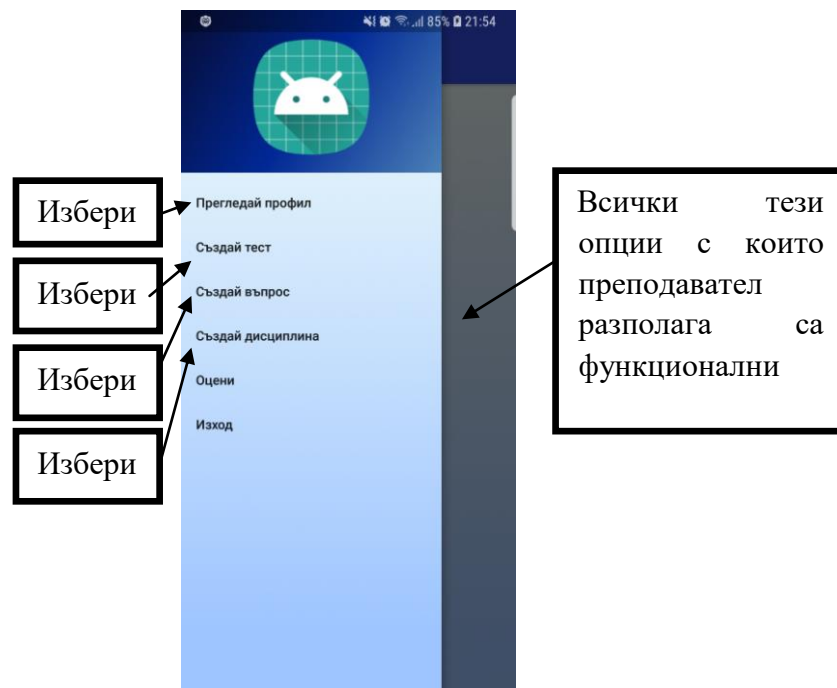 85% 21:54
Избери
Прегледай профил
Избери
Създай тест
Създай въпрос
Избери
Създай дисциплина
Оцени
Избери
Изход
Всички тези
опции с които
преподавател
разполага са
функционални